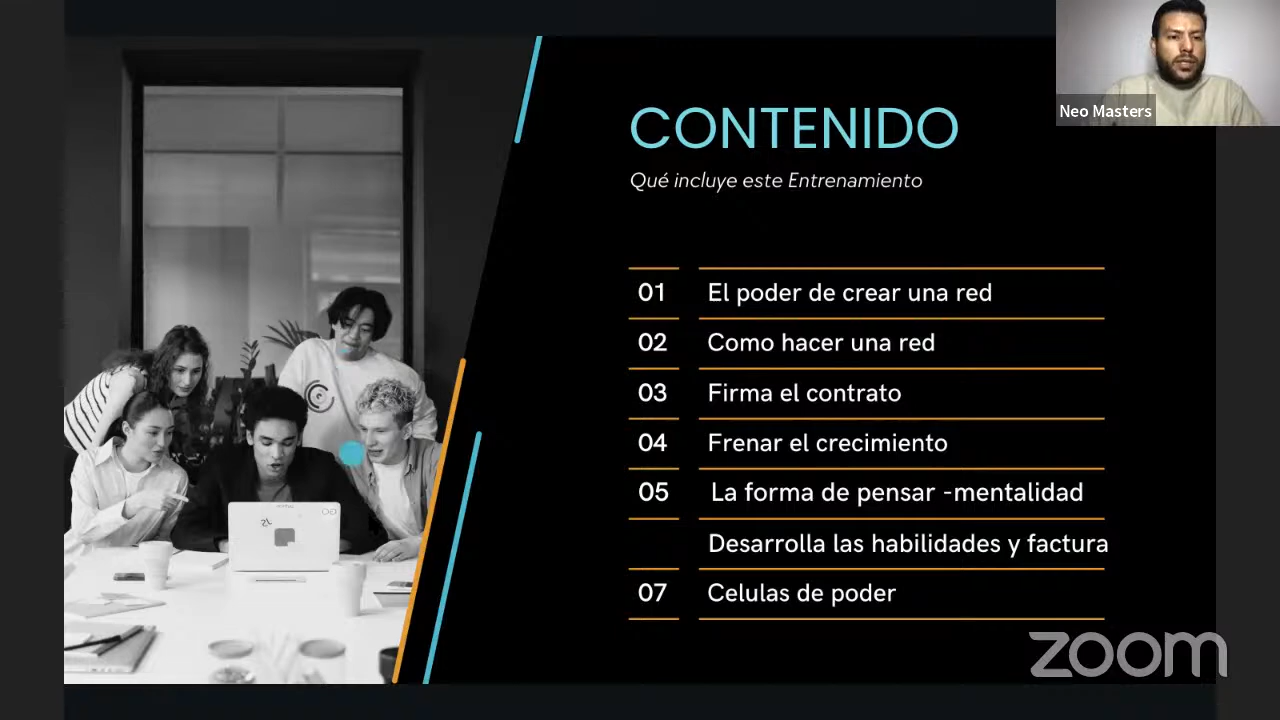 CONTENIDO
Qué incluye este Entrenamiento
01 El poder de crear una red
02 Como hacer una red
03 Firma el contrato
04 Frenar el crecimiento
05 La forma de pensar -mentalidad
Desarrolla las habilidades y factura
07 Celulas de poder
Neo Masters
zoom